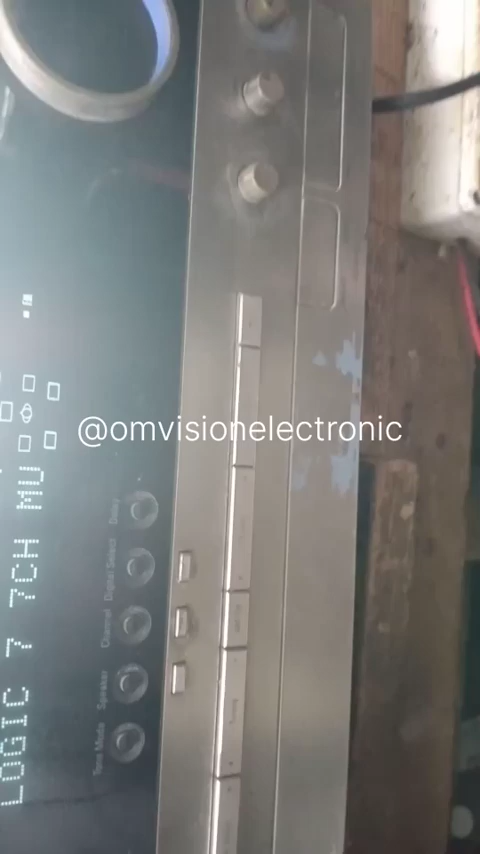 @omvisionelectronic
LOGIC 7 7CH MU
Tone Mode
Speaker
Channel
Digital Select
Delay